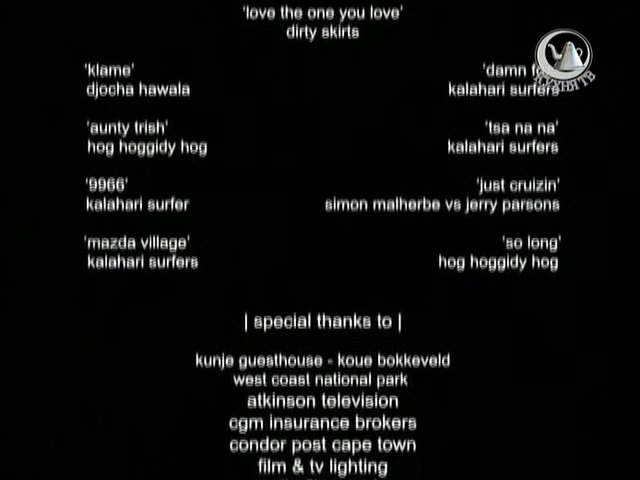 'love the one you love'
dirty skirts
'klame'
djocha hawala
'damn
kalahari surfers
'aunty trish'
hog hoggidy hog
'tsa na na'
kalahari surfers
'9966'
kalahari surfer
'just cruizin'
simon malherbe vs jerry parsons
'mazda village'
kalahari surfers
'so long'
hog hoggidy hog
| special thanks to |
kunje guesthouse - koue bokkeveld
west coast national park
atkinson television
cgm insurance brokers
condor post cape town
film & tv lighting